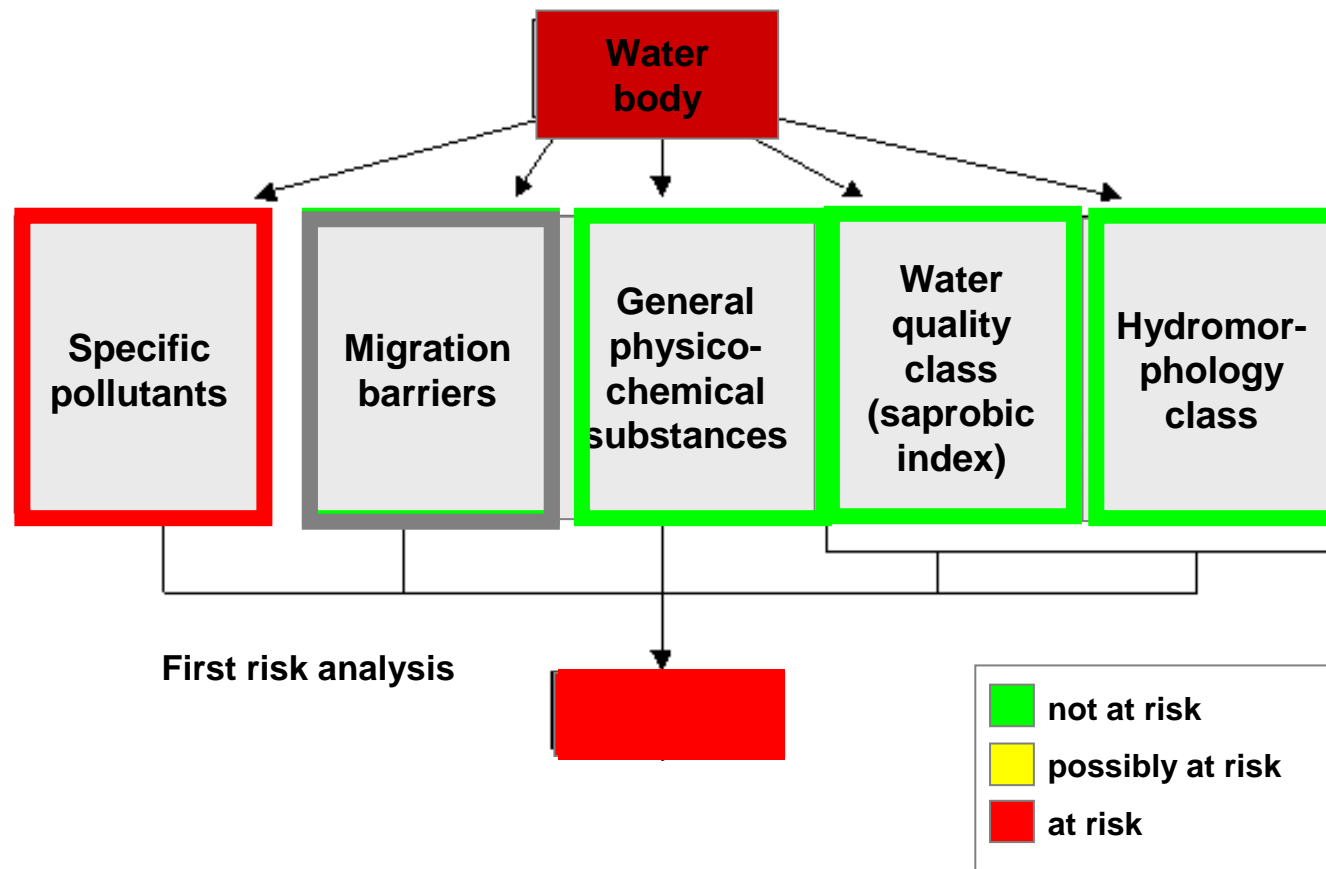 Water
body
Specific
pollutants
Migration
barriers
General
physico-
chemical
substances
Water
quality
class
(saprobic
index)
Hydromor-
phology
class
First risk analysis
not at risk
possibly at risk
at risk